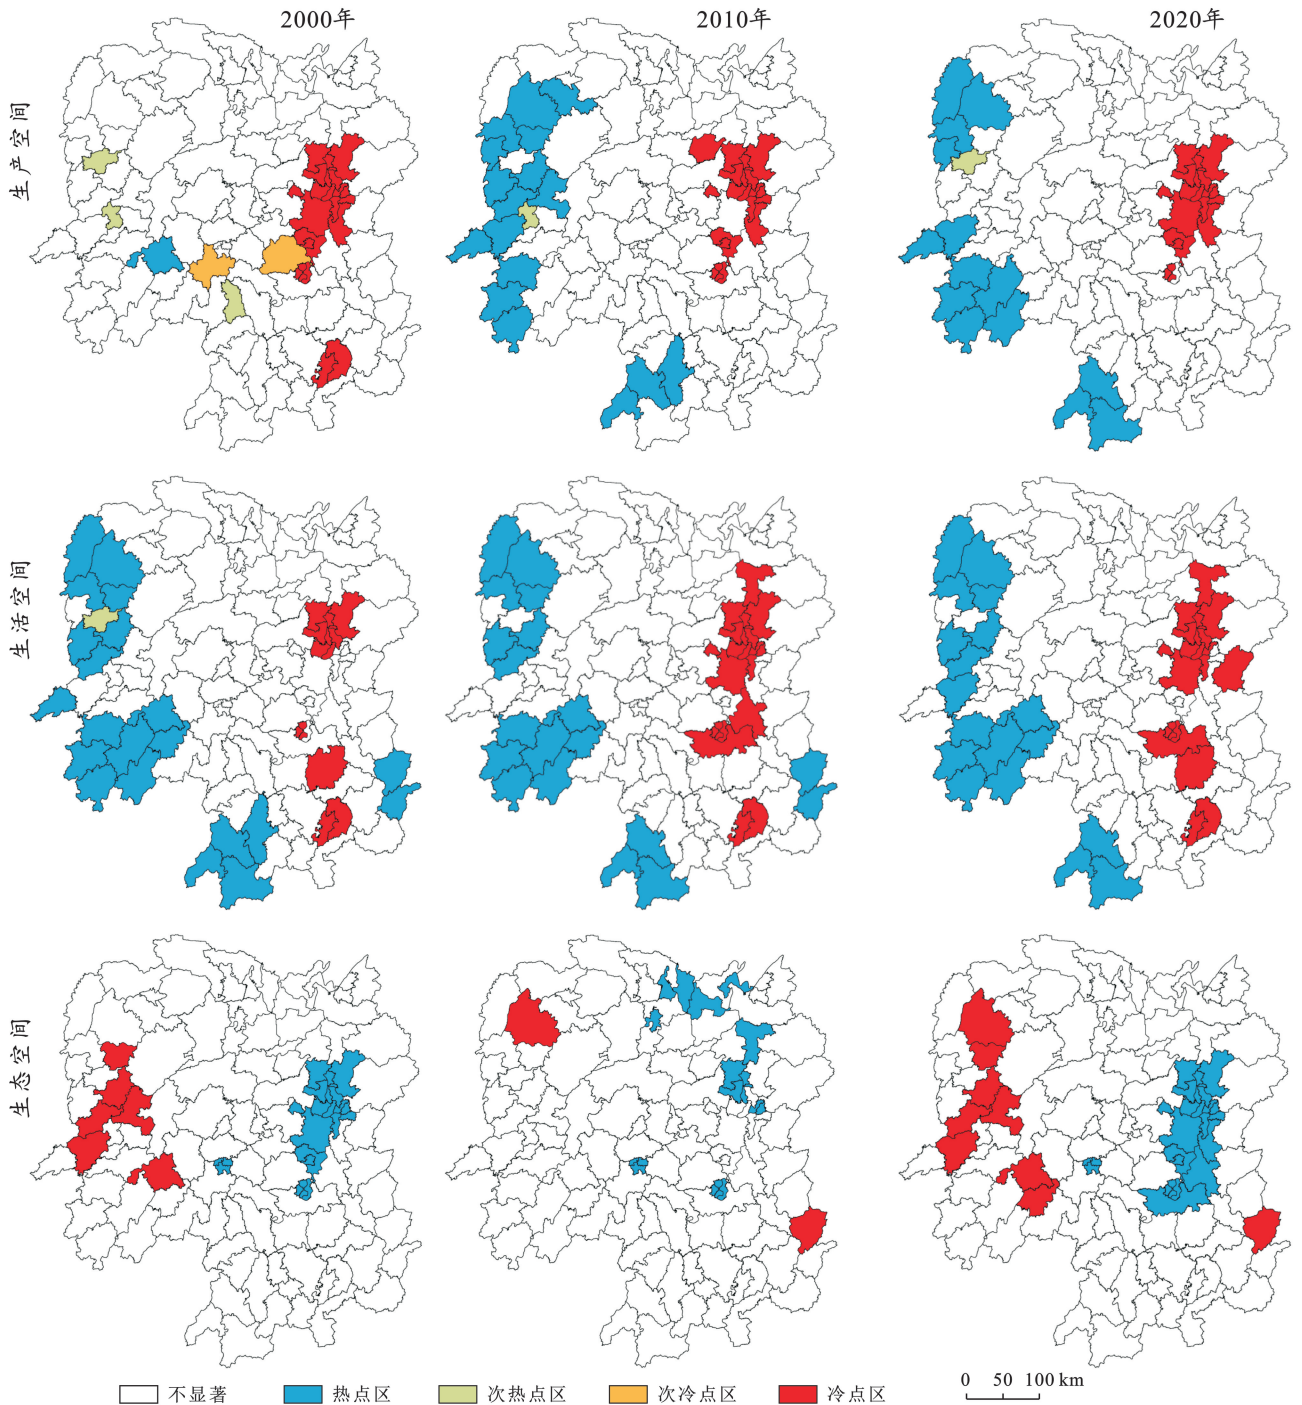 2000年
2010年
2020年
生产空间
生活空间
生态空间
不显著
热点区
次热点区
次冷点区
冷点区
0 50 100 km